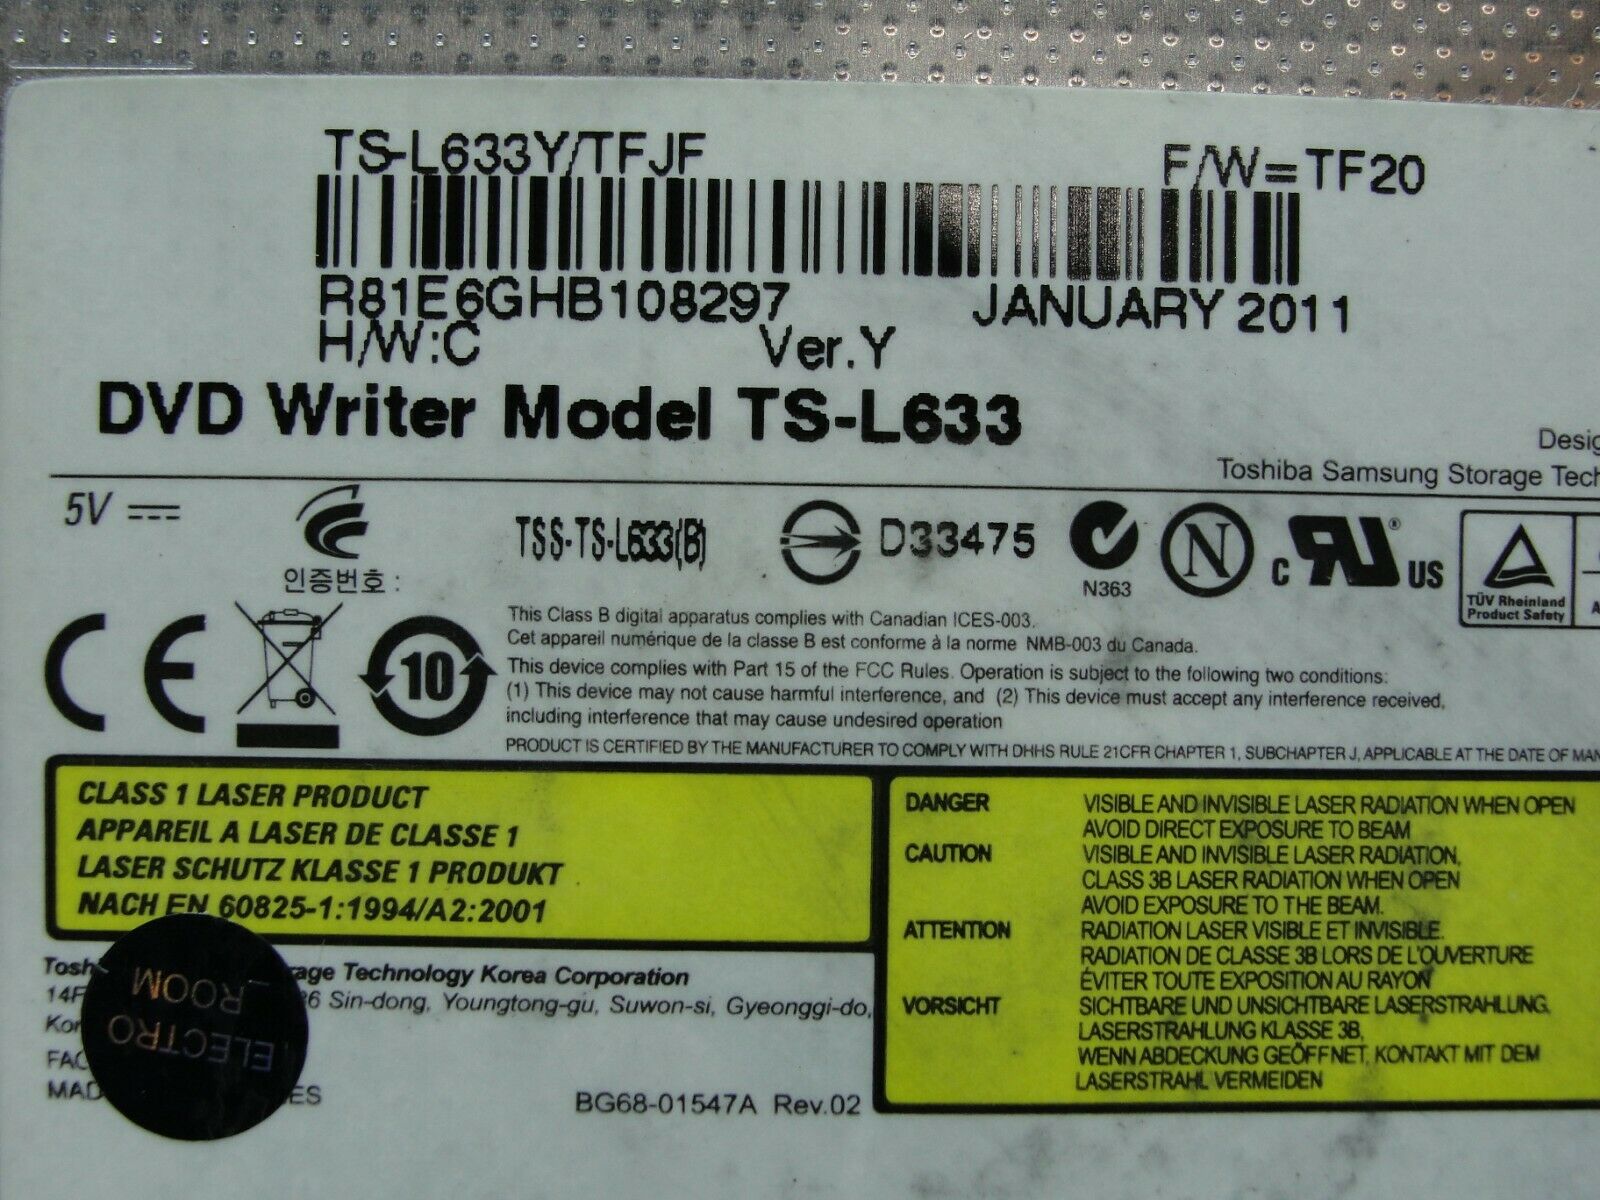 TS-L633Y/TFJF F/W=TF20
R81E6GHB108297 JANUARY 2011
H/W:C Ver.Y
DVD Writer Model TS-L633
Toshiba Samsung Storage
5V
인증번호 : TSS-TS-L633(B) D33475 N363 N c RU ® US TÜV Rheinland Product Safety
CE 10
This Class B digital apparatus complies with Canadian ICES-003.
Cet appareil numérique de la classe B est conforme à la norme NMB-003 du Canada.
This device complies with Part 15 of the FCC Rules. Operation is subject to the following two conditions:
(1) This device may not cause harmful interference, and (2) This device must accept any interference received,
including interference that may cause undesired operation
PRODUCT IS CERTIFIED BY THE MANUFACTURER TO COMPLY WITH DHHS RULE 21CFR CHAPTER 1, SUBCHAPTER J, APPLICABLE AT THE DATE OF
CLASS 1 LASER PRODUCT
APPAREIL A LASER DE CLASSE 1
LASER SCHUTZ KLASSE 1 PRODUKT
NACH EN 60825-1:1994/A2:2001
DANGER VISIBLE AND INVISIBLE LASER RADIATION WHEN OPEN
AVOID DIRECT EXPOSURE TO BEAM
CAUTION VISIBLE AND INVISIBLE LASER RADIATION,
CLASS 3B LASER RADIATION WHEN OPEN
AVOID EXPOSURE TO THE BEAM.
ATTENTION RADIATION LASER VISIBLE ET INVISIBLE.
RADIATION DE CLASSE 3B LORS DE L'OUVERTURE
ÉVITER TOUTE EXPOSITION AU RAYON
VORSICHT SICHTBARE UND UNSICHTBARE LASERSTRAHLUNG,
LASERSTRAHLUNG KLASSE 3B,
WENN ABDECKUNG GEÖFFNET, KONTAKT MIT DEM
LASERSTRAHL VERMEIDEN
Technology Korea Corporation
Sin-dong, Youngtong-gu, Suwon-si, Gyeonggi-do,
BG68-01547A Rev.02
ELECTRO
_ROOM